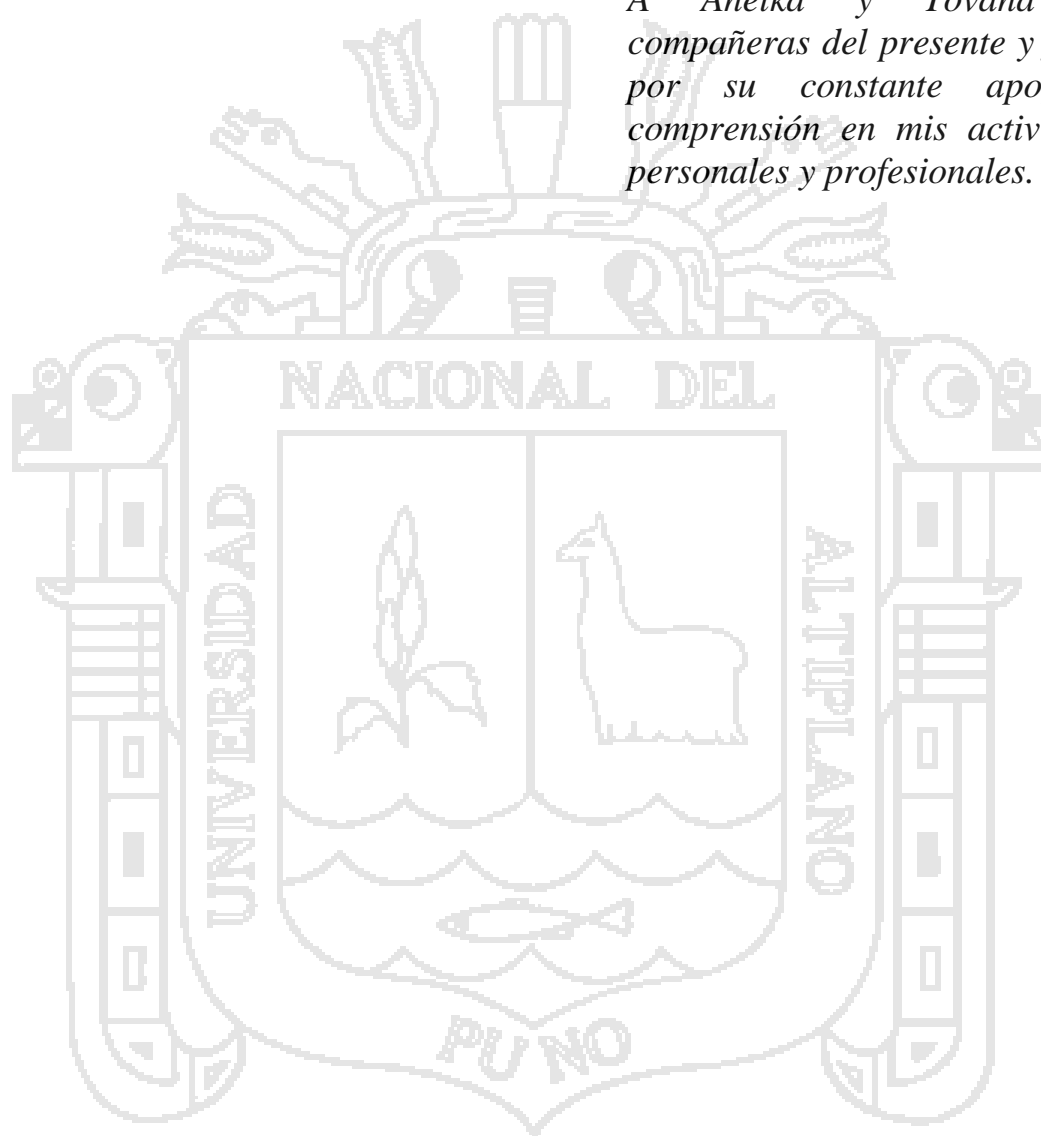 A Aneika y Yovana
compañeras del presente y
por su constante apo
comprensión en mis activ
personales y profesionales.
NACIONAL DEL
UNIVERSIDAD
ALTIPLANO
PUNO